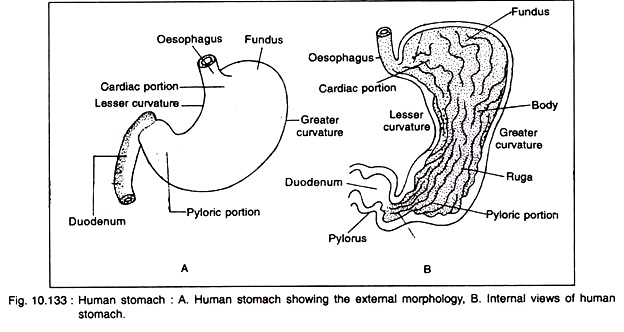 Oesophagus
Fundus
Cardiac portion
Lesser curvature
Greater
curvature
Duodenum
Pyloric portion
A
Fundus
Oesophagus
Cardiac portion
Lesser
curvature
Body
Greater
curvature
Duodenum
Ruga
Pyloric portion
Pylorus
B
Fig. 10.133 : Human stomach : A. Human stomach showing the external morphology, B. Internal views of human
stomach.